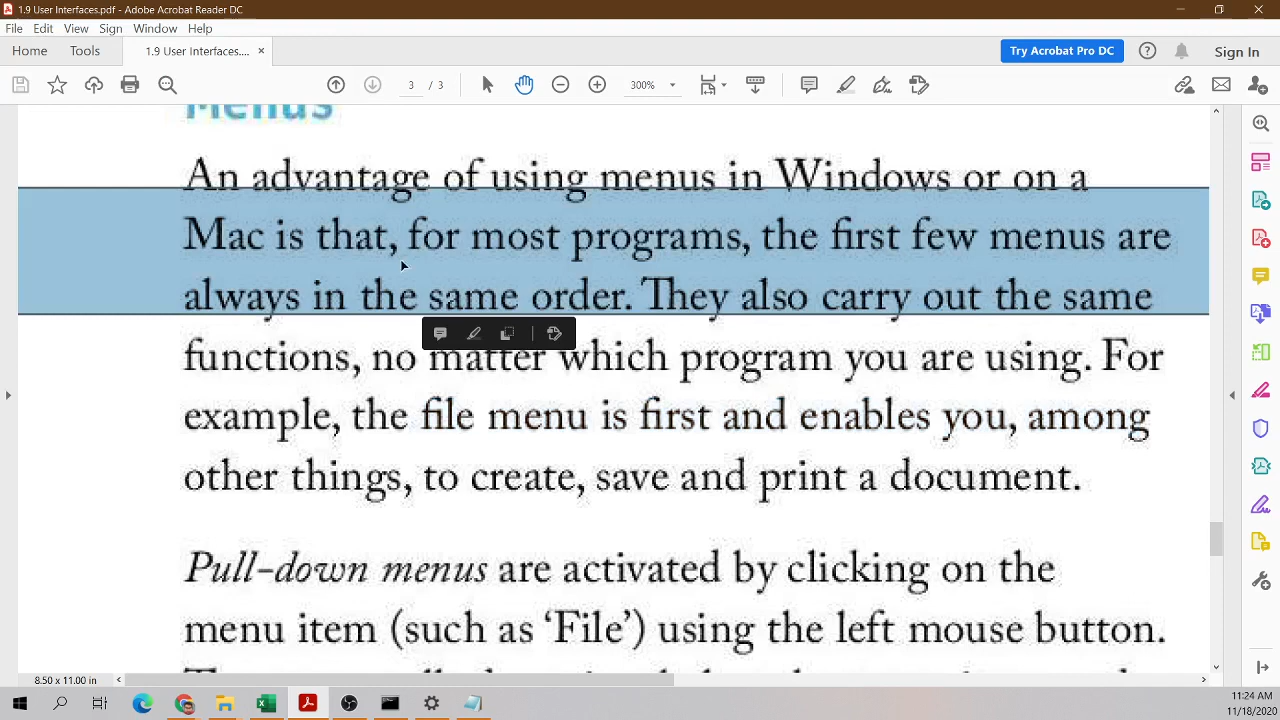 1.9 User Interfaces.pdf - Adobe Acrobat Reader DC
File Edit View Sign Window Help
Home Tools 1.9 User Interfaces.... × Try Acrobat Pro DC Sign In
3 / 3 300%
Menus
An advantage of using menus in Windows or on a
Mac is that, for most programs, the first few menus are
always in the same order. They also carry out the same
functions, no matter which program you are using. For
example, the file menu is first and enables you, among
other things, to create, save and print a document.
Pull-down menus are activated by clicking on the
menu item (such as ‘File’) using the left mouse button.
8.50 x 11.00 in
11:24 AM
11/18/2020